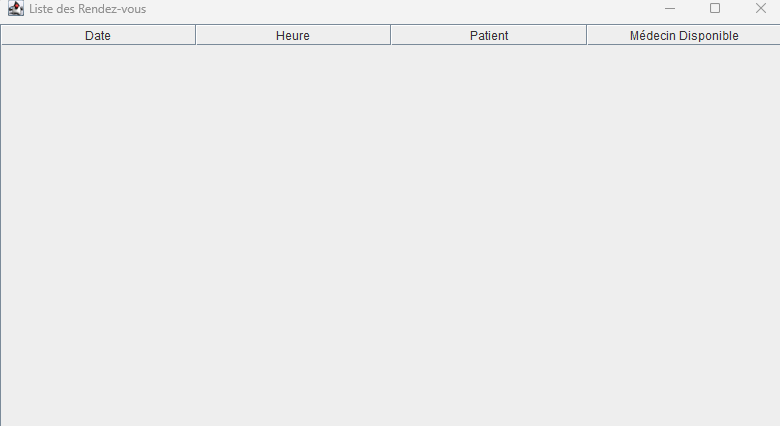 Liste des Rendez-vous
Date Heure Patient Médecin Disponible